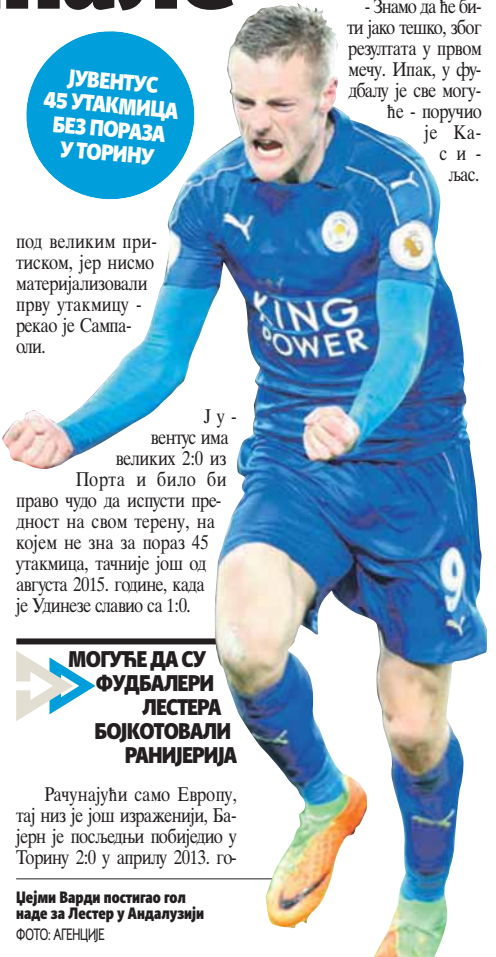 ЈУВЕНТУС
45 УТАКМИЦА
БЕЗ ПОРАЗА
У ТОРИНУ
под великим при-
тиском, јер нисмо
материјализовали
прву утакмицу -
рекао је Сампа-
оли.
Ју-
вентус има
великих 2:0 из
Порта и било би
право чудо да испусти пре-
дност на свом терену, на
којем не зна за пораз 45
утакмица, тачније још од
августа 2015. године, када
је Удинезе славио са 1:0.
МОГУЋЕ ДА СУ
ФУДБАЛЕРИ
ЛЕСТЕРА
БОЈКОТОВАЛИ
РАНИЈЕРИЈА
Рачунајући само Европу,
тај низ је још израженији, Ба-
јерн је посљедњи побиједио у
Торину 2:0 у априлу 2013. го-
Џејми Варди постигао гол
наде за Лестер у Андалузији
ФОТО: АГЕНЦИЈЕ
- Знамо да ће би-
ти јако тешко, због
резултата у првом
мечу. Ипак, у фу-
дбалу је све могу-
ће - поручио
је Ка-
си-
љас.
KING
POWER
9